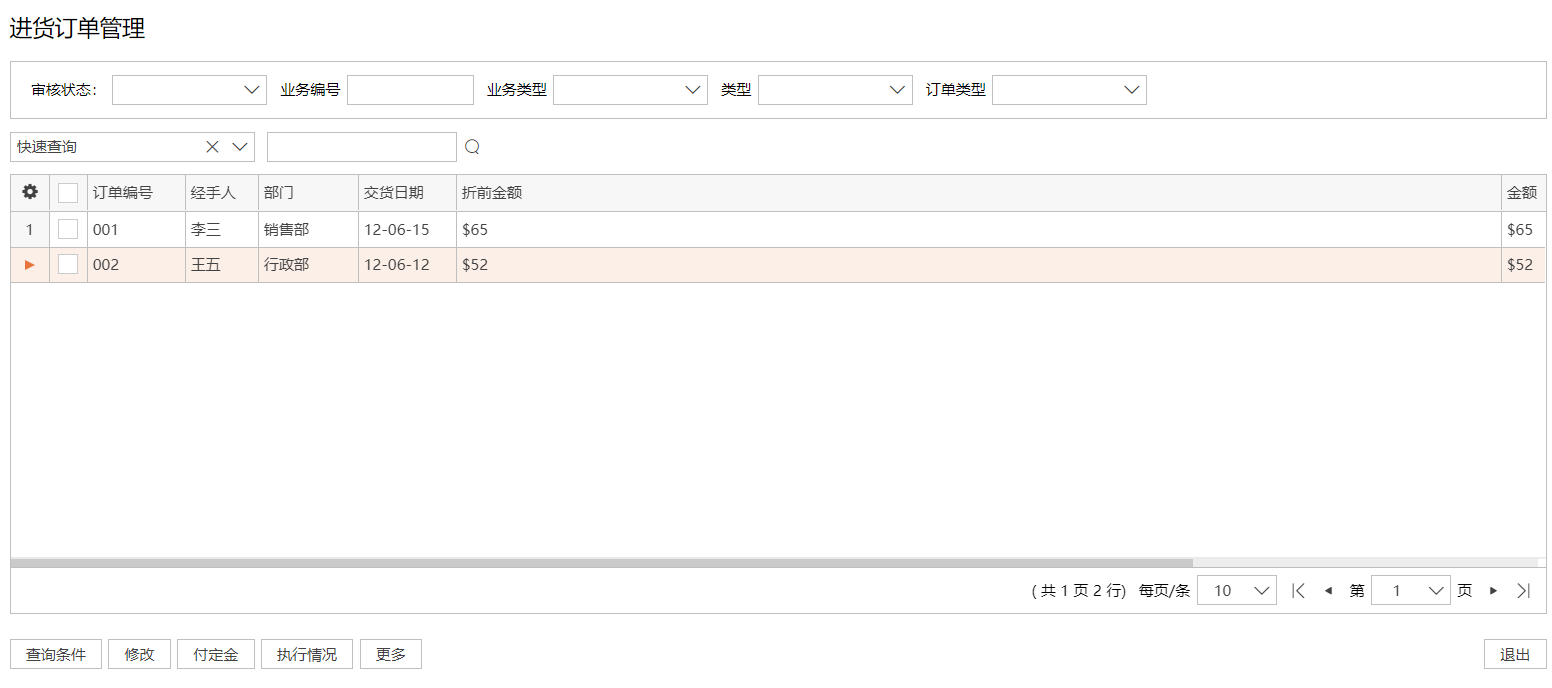 进货订单管理
审核状态： 业务编号 业务类型 类型 订单类型
快速查询
订单编号 经手人 部门 交货日期 折前金额 金额
1 001 李三 销售部 12-06-15 $65 $65
002 王五 行政部 12-06-12 $52 $52
( 共 1 页 2 行) 每页/条 10 第 1 页
查询条件 修改 付定金 执行情况 更多 退出